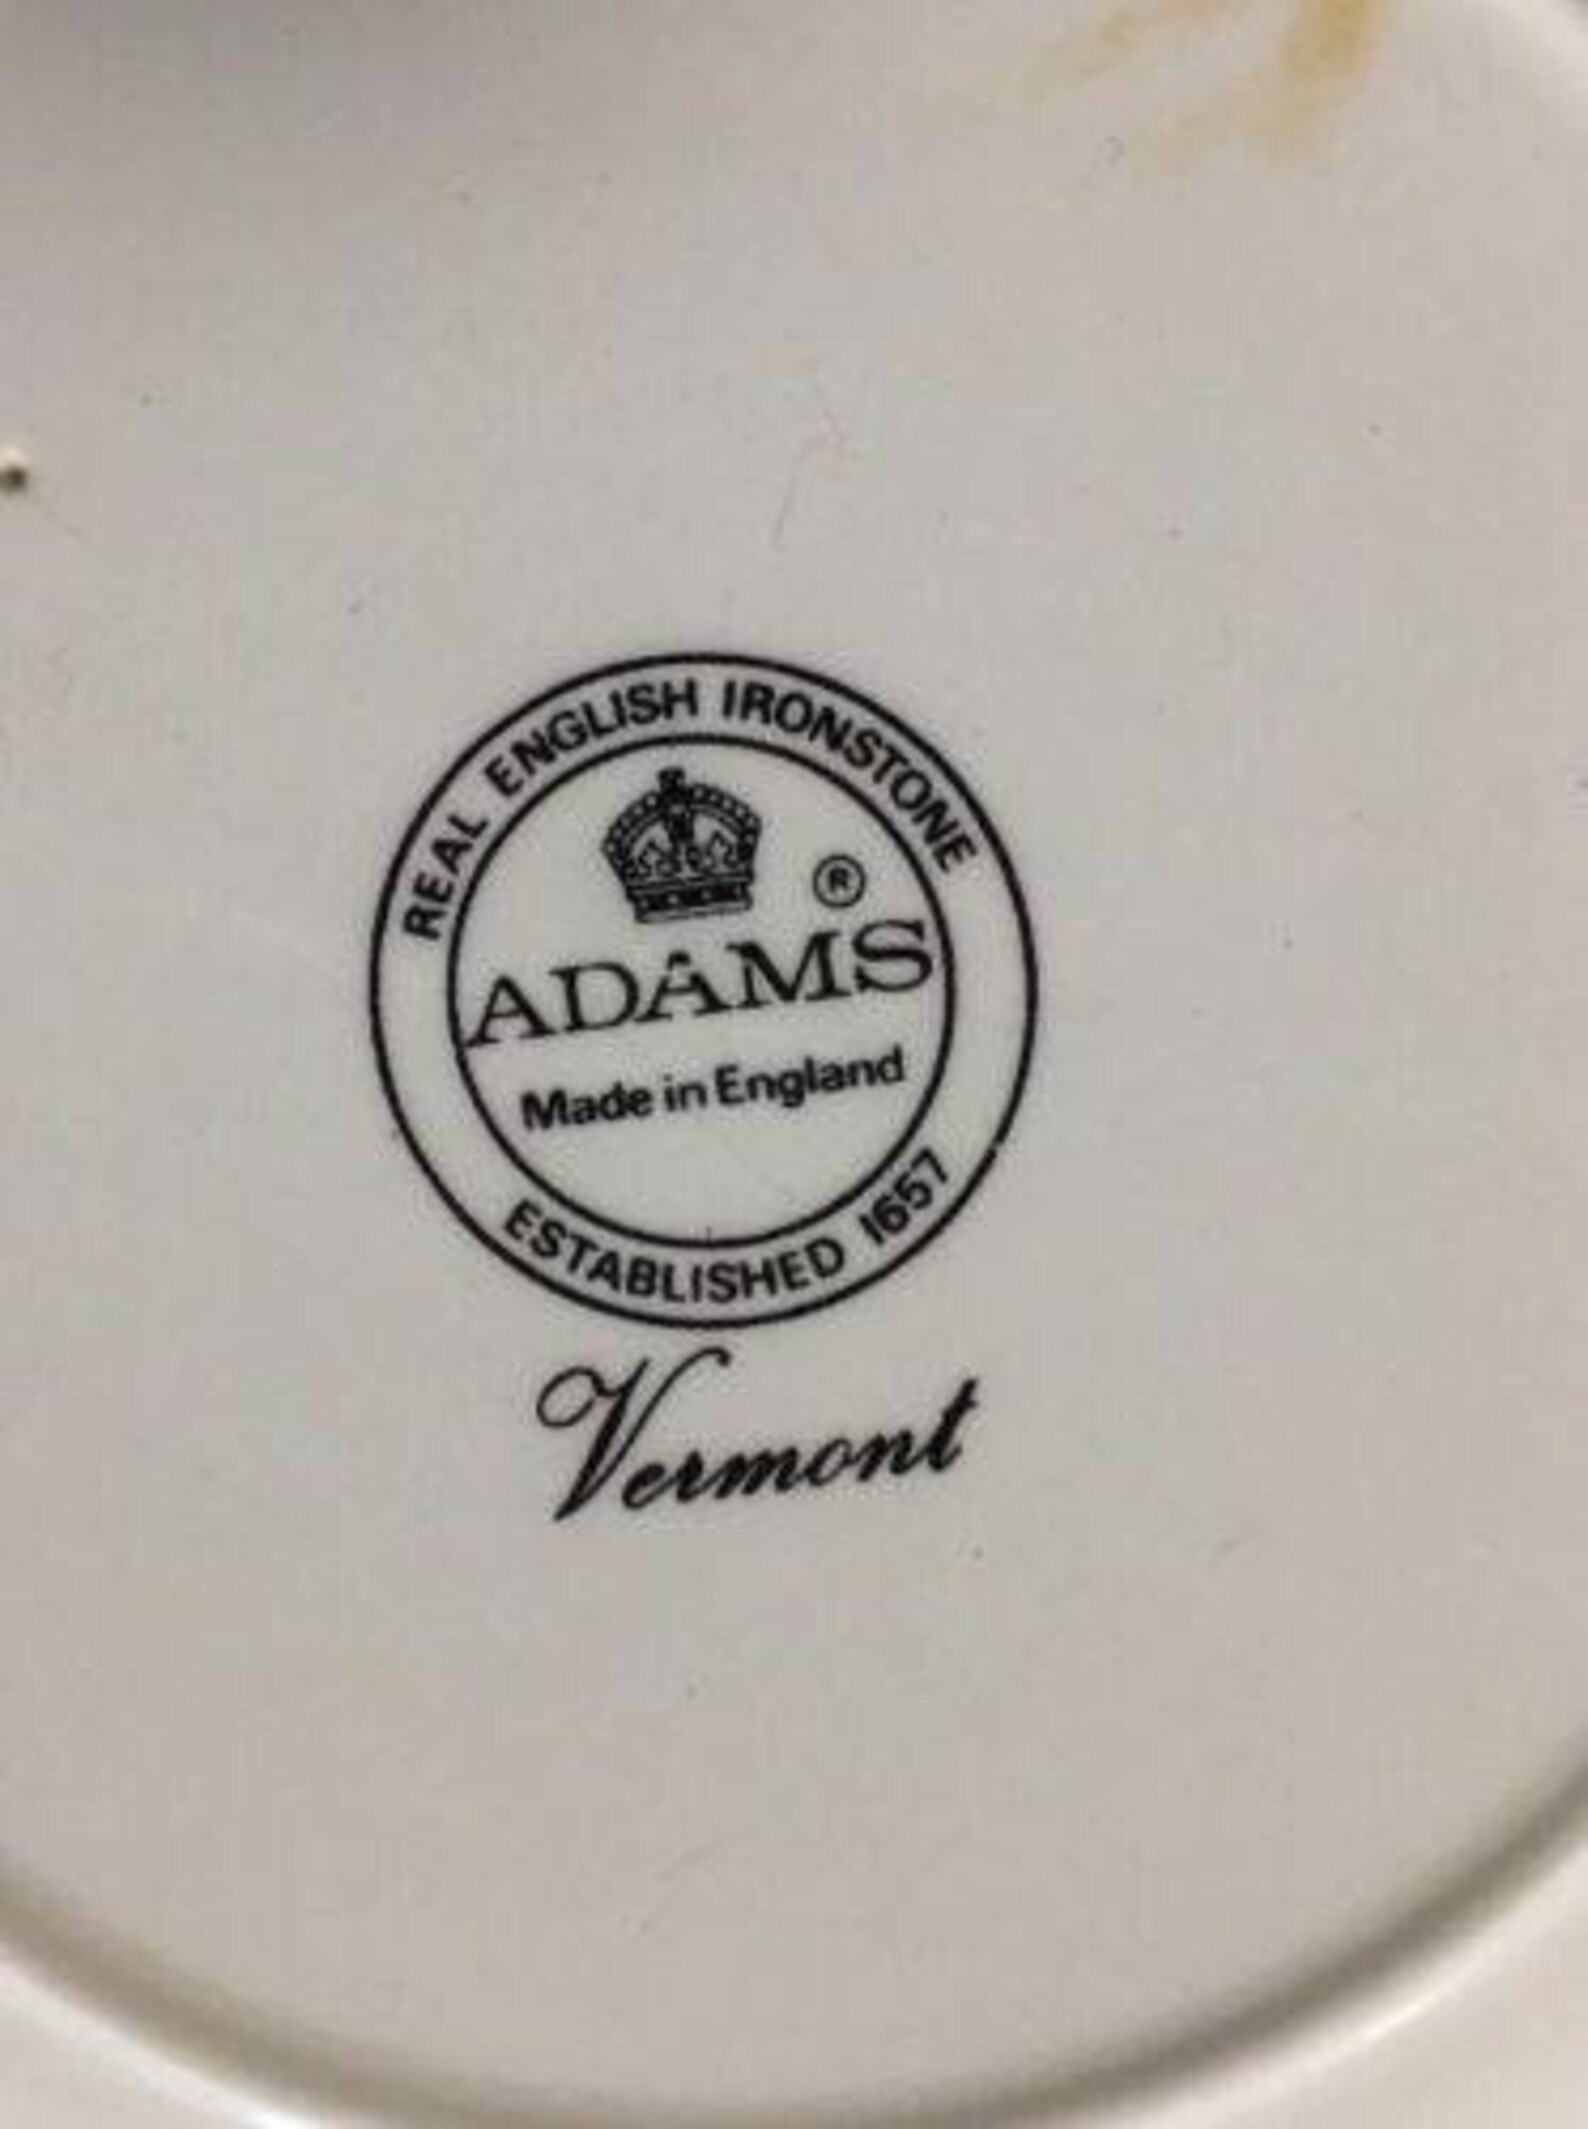 REAL ENGLISH IRONSTONE
®
ADAMS
Made in England
ESTABLISHED 1657
Vermont